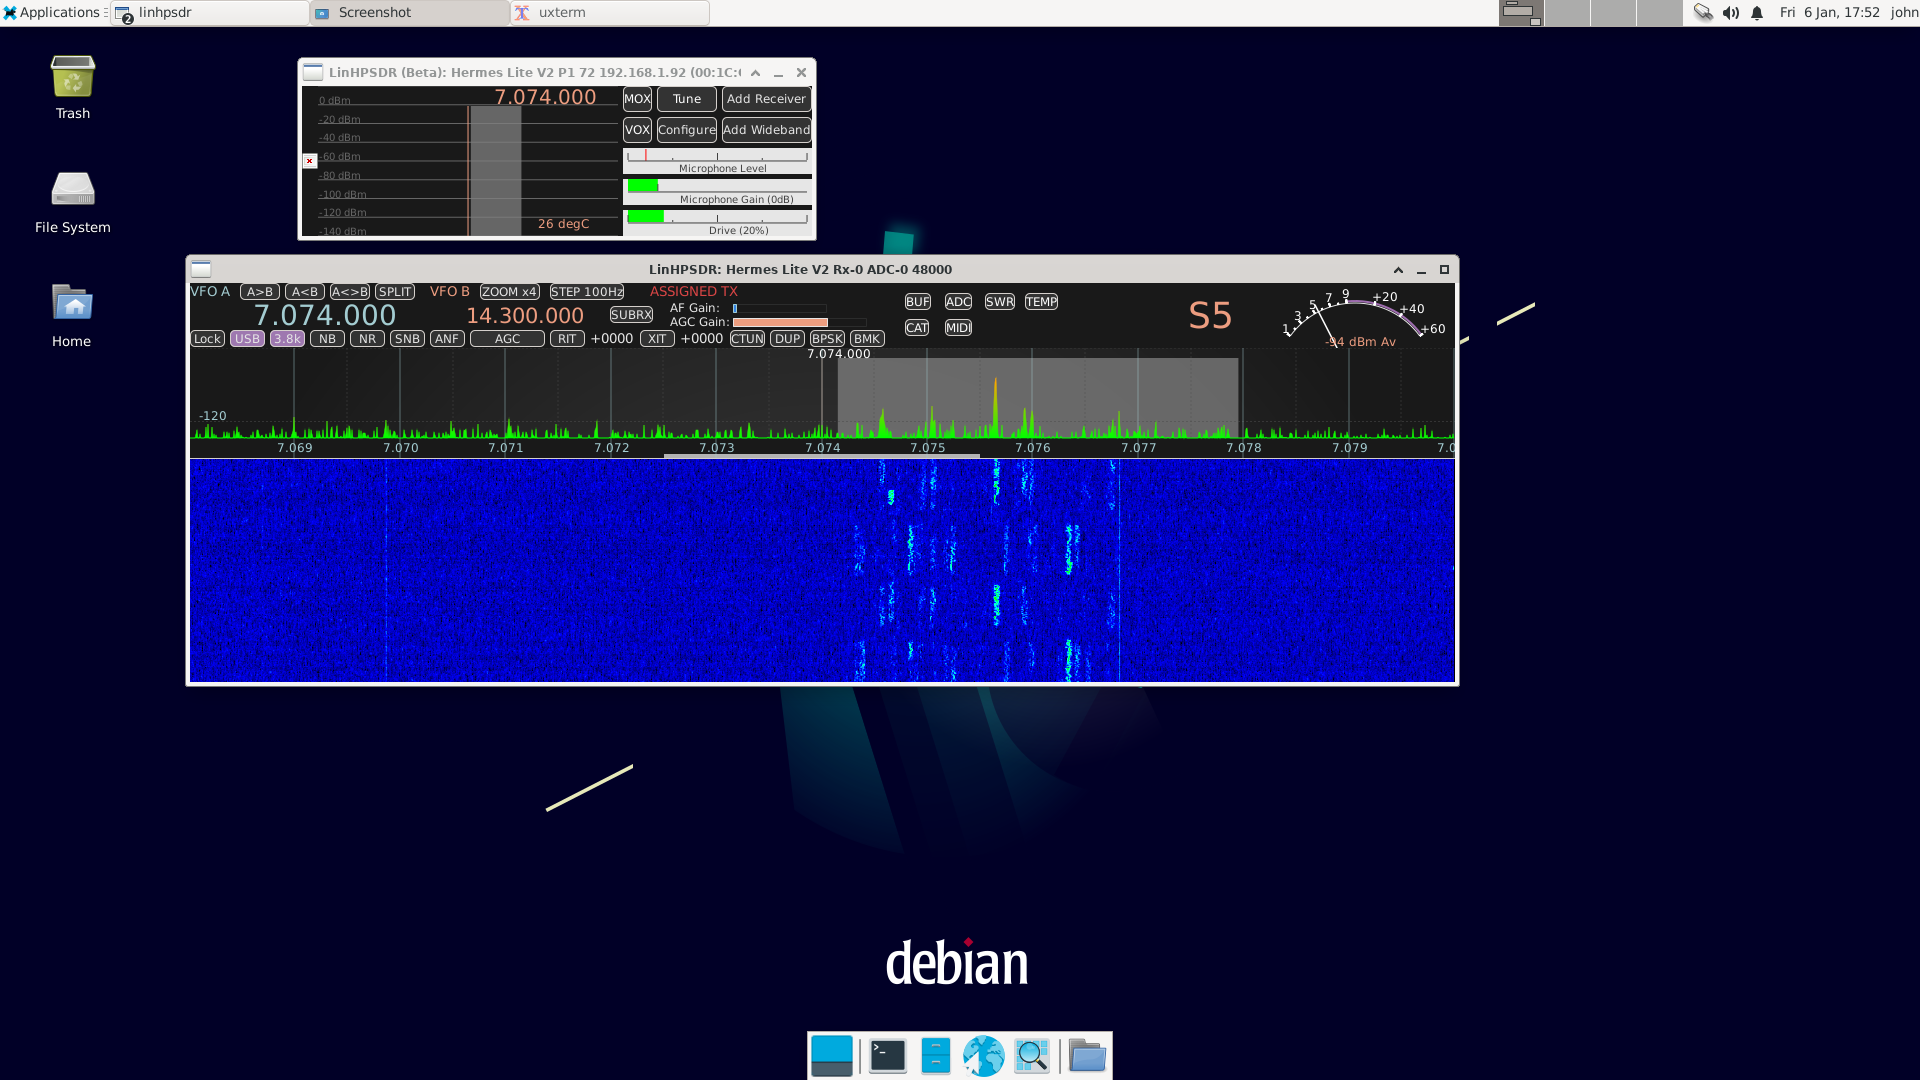 Applications
2
linhpsdr
Screenshot
uxterm
Fri 6 Jan, 17:52
john
Trash
File System
Home
LinHPSDR (Beta): Hermes Lite V2 P1 72 192.168.1.92 (00:1C:
7.074.000
0 dBm
-20 dBm
-40 dBm
-60 dBm
-80 dBm
-100 dBm
-120 dBm
-140 dBm
26 degC
MOX Tune Add Receiver
VOX Configure Add Wideband
Microphone Level
Microphone Gain (0dB)
Drive (20%)
LinHPSDR: Hermes Lite V2 Rx-0 ADC-0 48000
VFO A A>B A<B A<>B SPLIT VFO B ZOOM x4 STEP 100Hz ASSIGNED TX
7.074.000 14.300.000 SUBRX
AF Gain:
AGC Gain:
BUF ADC SWR TEMP
CAT MIDI
S5
1 3 5 7 9 +20 +40 +60
-94 dBm Av
Lock USB 3.8k NB NR SNB ANF AGC RIT +0000 XIT +0000 CTUN DUP BPSK BMK
7.074.000
-120
7.069 7.070 7.071 7.072 7.073 7.074 7.075 7.076 7.077 7.078 7.079 7.0
debian